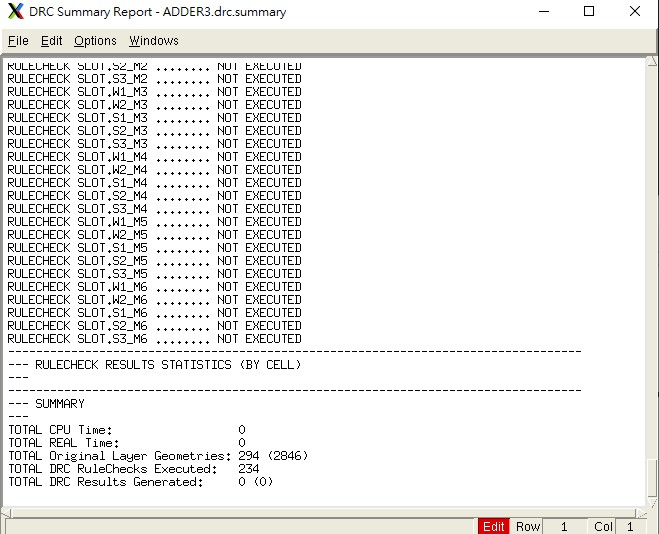 DRC Summary Report - ADDER3.drc.summary
File Edit Options Windows
RULECHECK SLOT.S2_M2 ........ NOT EXECUTED
RULECHECK SLOT.S3_M2 ........ NOT EXECUTED
RULECHECK SLOT.W1_M3 ........ NOT EXECUTED
RULECHECK SLOT.W2_M3 ........ NOT EXECUTED
RULECHECK SLOT.S1_M3 ........ NOT EXECUTED
RULECHECK SLOT.S2_M3 ........ NOT EXECUTED
RULECHECK SLOT.S3_M3 ........ NOT EXECUTED
RULECHECK SLOT.W1_M4 ........ NOT EXECUTED
RULECHECK SLOT.W2_M4 ........ NOT EXECUTED
RULECHECK SLOT.S1_M4 ........ NOT EXECUTED
RULECHECK SLOT.S2_M4 ........ NOT EXECUTED
RULECHECK SLOT.S3_M4 ........ NOT EXECUTED
RULECHECK SLOT.W1_M5 ........ NOT EXECUTED
RULECHECK SLOT.W2_M5 ........ NOT EXECUTED
RULECHECK SLOT.S1_M5 ........ NOT EXECUTED
RULECHECK SLOT.S2_M5 ........ NOT EXECUTED
RULECHECK SLOT.S3_M5 ........ NOT EXECUTED
RULECHECK SLOT.W1_M6 ........ NOT EXECUTED
RULECHECK SLOT.W2_M6 ........ NOT EXECUTED
RULECHECK SLOT.S1_M6 ........ NOT EXECUTED
RULECHECK SLOT.S2_M6 ........ NOT EXECUTED
RULECHECK SLOT.S3_M6 ........ NOT EXECUTED
--------------------------------------------------------------------------
--- RULECHECK RESULTS STATISTICS (BY CELL)
---
--------------------------------------------------------------------------
--- SUMMARY
---
TOTAL CPU Time: 0
TOTAL REAL Time: 0
TOTAL Original Layer Geometries: 294 (2846)
TOTAL DRC RuleChecks Executed: 234
TOTAL DRC Results Generated: 0 (0)
Edit Row 1 Col 1